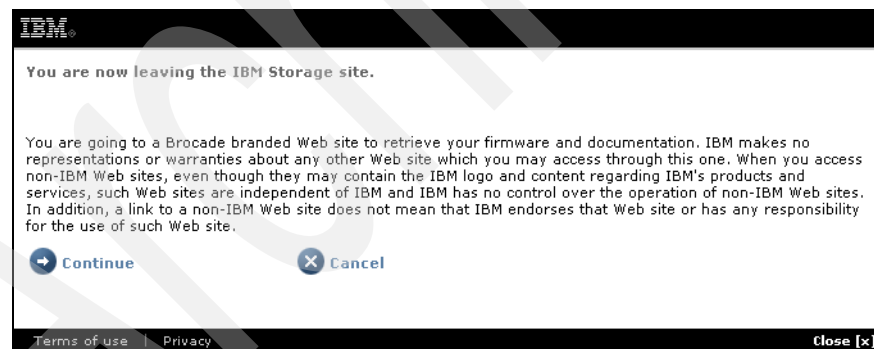 IBM®
You are now leaving the IBM Storage site.
You are going to a Brocade branded Web site to retrieve your firmware and documentation. IBM makes no
representations or warranties about any other Web site which you may access through this one. When you access
non-IBM Web sites, even though they may contain the IBM logo and content regarding IBM's products and
services, such Web sites are independent of IBM and IBM has no control over the operation of non-IBM Web sites.
In addition, a link to a non-IBM Web site does not mean that IBM endorses that Web site or has any responsibility
for the use of such Web site.
Continue Cancel
Terms of use | Privacy Close [x]